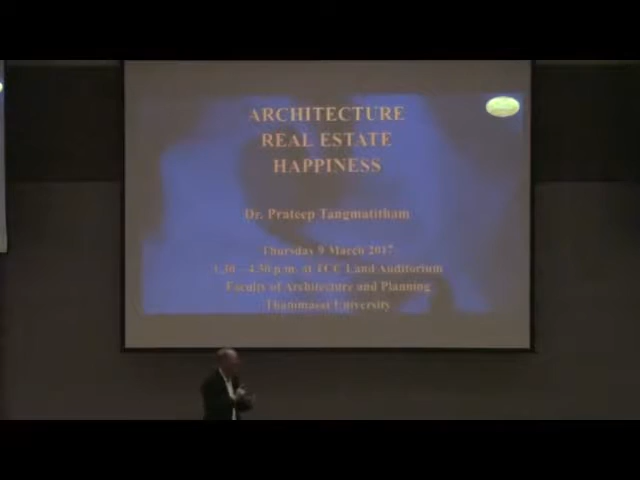 ARCHITECTURE
REAL ESTATE
HAPPINESS
Dr. Prateep Tangmatitham
Thursday 9 March 2017
1.30 – 4.30 p.m. at TCC Land Auditorium
Faculty of Architecture and Planning
Thammasat University